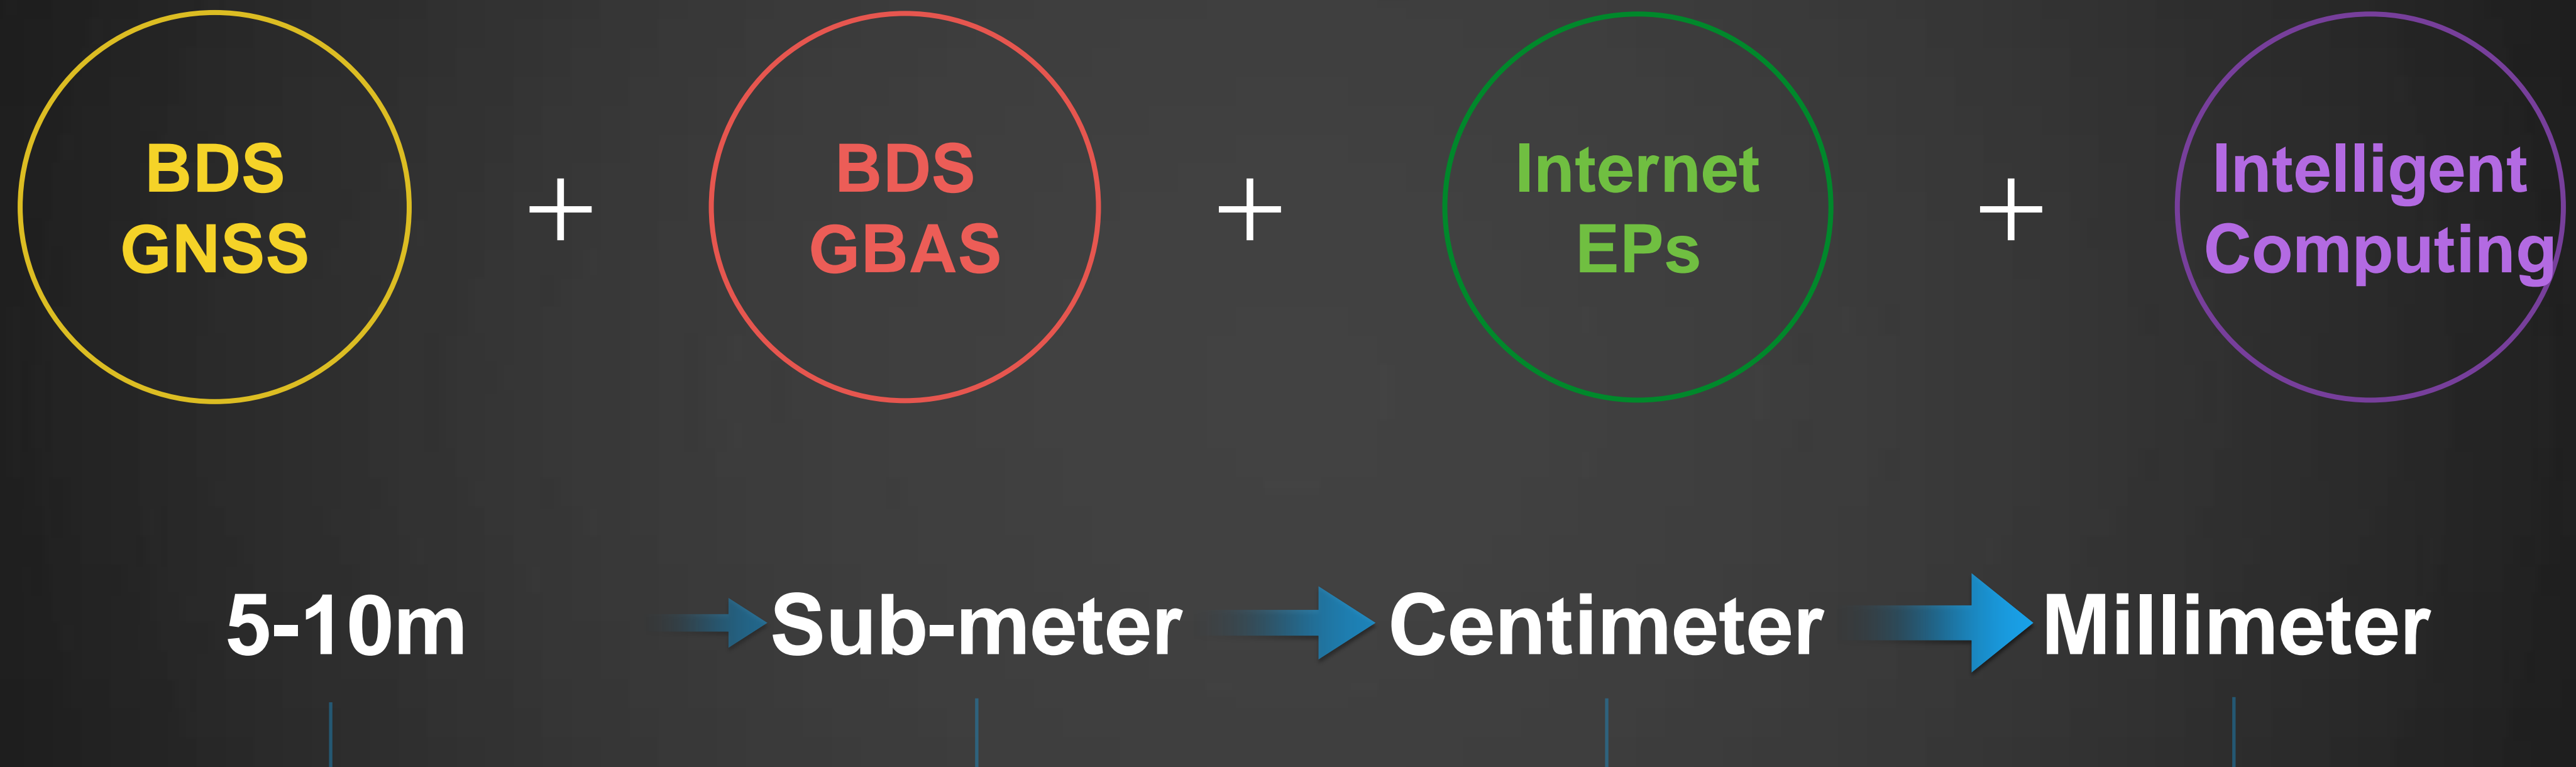 BDS
GNSS
+
BDS
GBAS
+
Internet
EPs
+
Intelligent
Computing
5-10m
Sub-meter
Centimeter
Millimeter